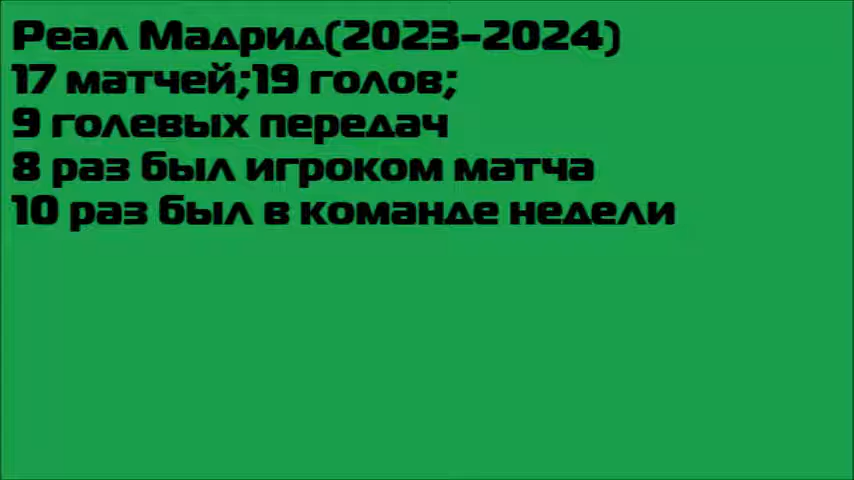 Реал Мадрид(2023-2024)
17 матчей;19 голов;
9 голевых передач
8 раз был игроком матча
10 раз был в команде недели